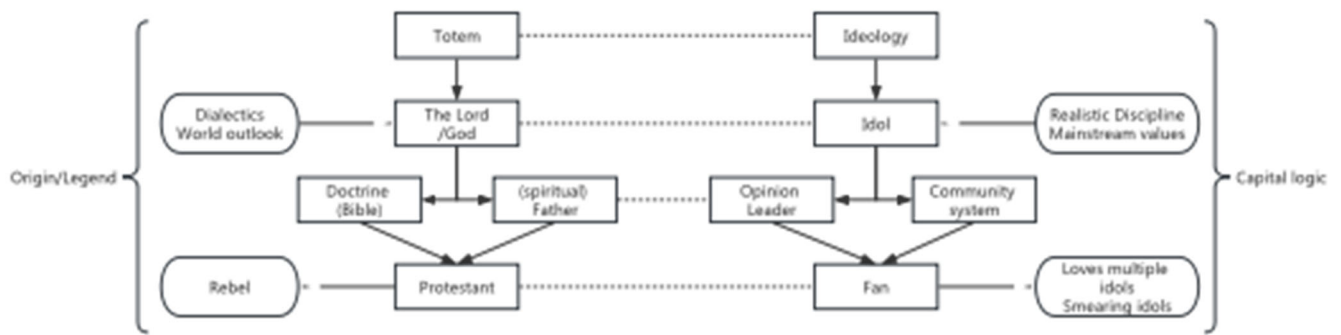 Totem
Ideology
Dialectics
World outlook
The Lord
/God
Idol
Realistic Discipline
Mainstream values
Origin/Legend
Doctrine
(Bible)
(spiritual)
Father
Opinion
Leader
Community
system
Capital logic
Rebel
Protestant
Fan
Loves multiple
idols
Smearing idols